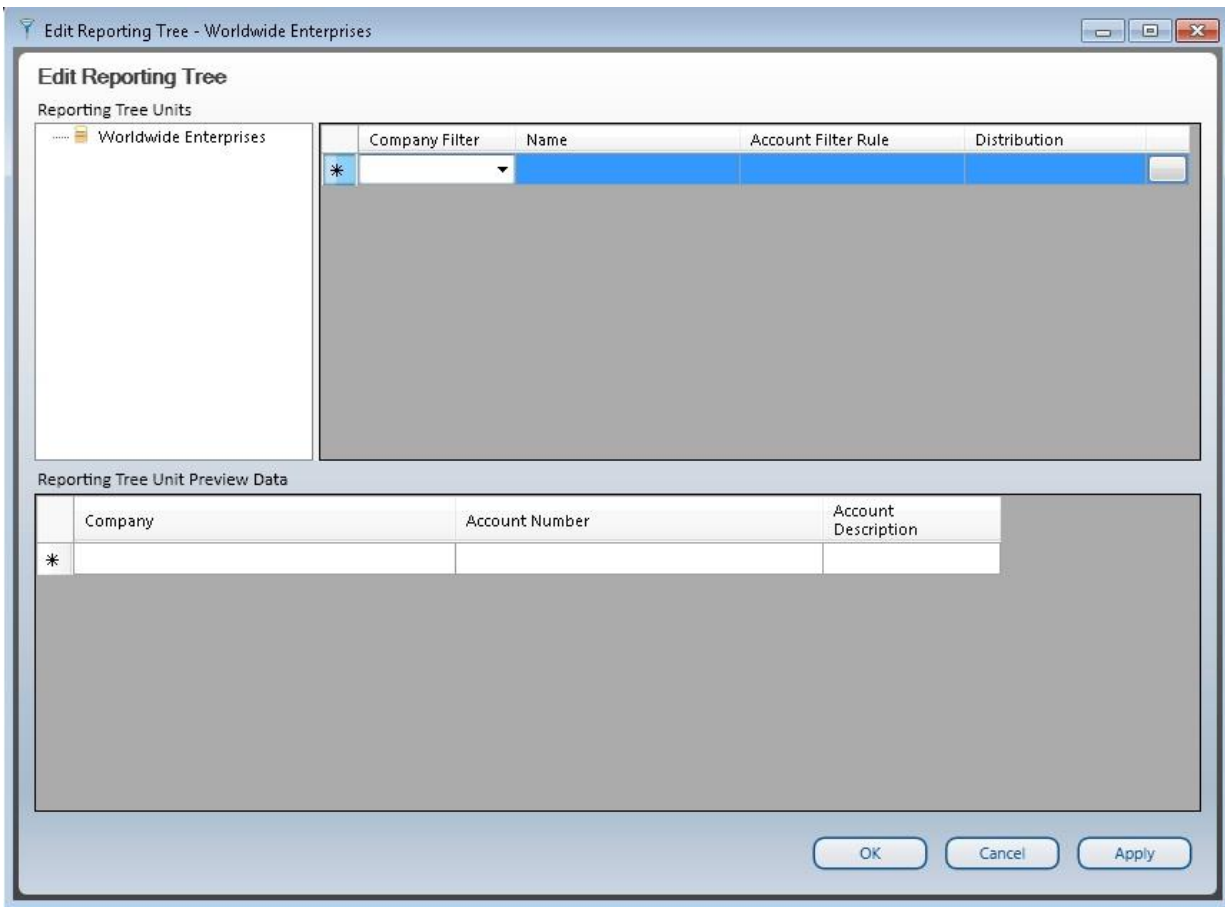 Edit Reporting Tree - Worldwide Enterprises
Edit Reporting Tree
Reporting Tree Units
Worldwide Enterprises
Company Filter Name Account Filter Rule Distribution
Reporting Tree Unit Preview Data
Company Account Number Account
Description
OK Cancel Apply